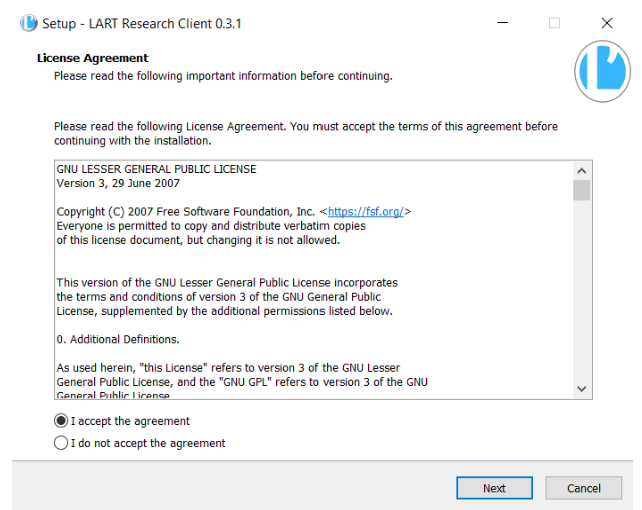 Setup - LART Research Client 0.3.1
License Agreement
Please read the following important information before continuing.
Please read the following License Agreement. You must accept the terms of this agreement before
continuing with the installation.
GNU LESSER GENERAL PUBLIC LICENSE
Version 3, 29 June 2007
Copyright (C) 2007 Free Software Foundation, Inc. <https://fsf.org/>
Everyone is permitted to copy and distribute verbatim copies
of this license document, but changing it is not allowed.
This version of the GNU Lesser General Public License incorporates
the terms and conditions of version 3 of the GNU General Public
License, supplemented by the additional permissions listed below.
0. Additional Definitions.
As used herein, "this License" refers to version 3 of the GNU Lesser
General Public License, and the "GNU GPL" refers to version 3 of the GNU
General Public License
I accept the agreement
I do not accept the agreement
Next
Cancel